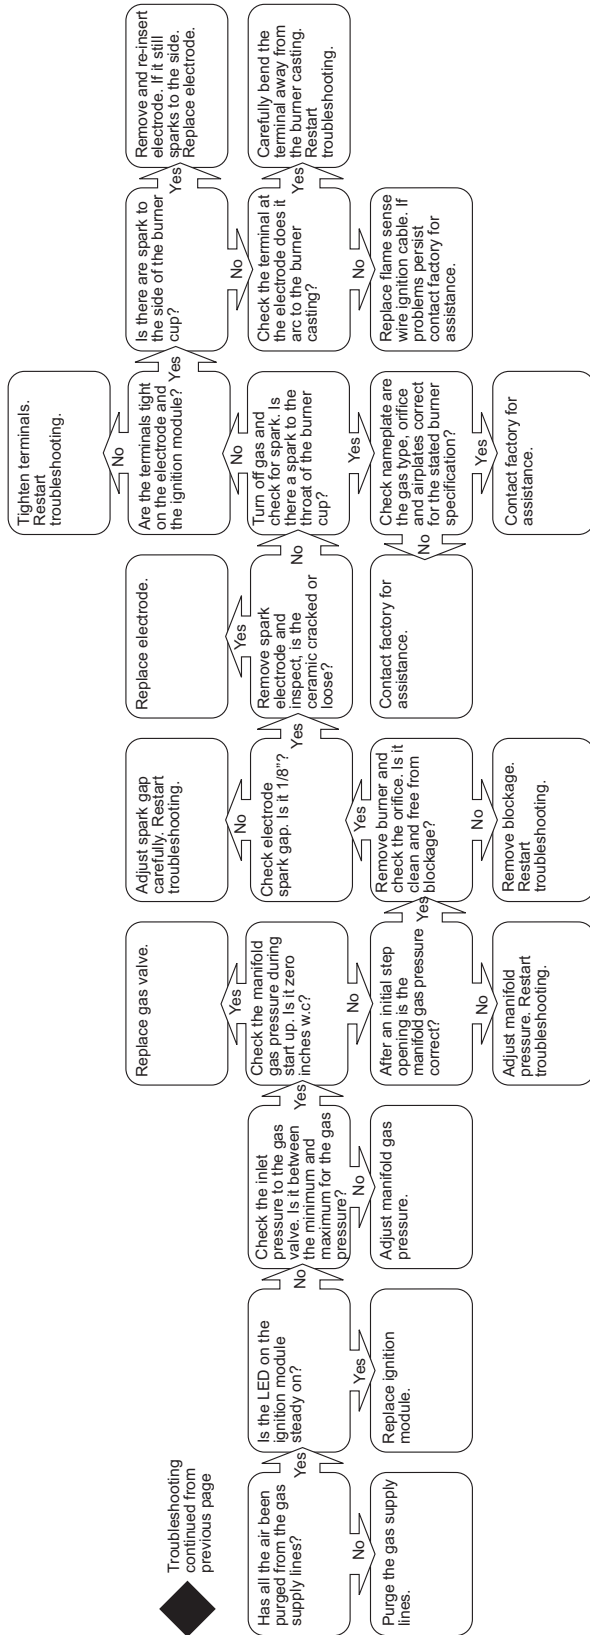 Troubleshooting
continued from
previous page
Has all the air been
purged from the gas
supply lines?
No
Purge the gas supply
lines.
Yes
Is the LED on the
ignition module
steady on?
Yes
Replace ignition
module.
No
Check the inlet
pressure to the gas
valve. Is it between
the minimum and
maximum for the gas
pressure?
No
Adjust manifold gas
pressure.
Yes
Check the manifold
gas pressure during
start up. Is it zero
inches w.c?
Yes
Replace gas valve.
No
After an initial step
opening is the
manifold gas pressure
correct?
No
Adjust manifold
pressure. Restart
troubleshooting.
Yes
Remove burner and
check the orifice. Is it
clean and free from
blockage?
No
Remove blockage.
Restart
troubleshooting.
Yes
Check electrode
spark gap. Is it 1/8"?
No
Adjust spark gap
carefully. Restart
troubleshooting.
Yes
Remove spark
electrode and
inspect, is the
ceramic cracked or
loose?
Yes
Replace electrode.
No
Turn off gas and
check for spark. Is
there a spark to the
throat of the burner
cup?
Yes
Check nameplate are
the gas type, orifice
and airplates correct
for the stated burner
specification?
No
Contact factory for
assistance.
Yes
Contact factory for
assistance.
No
Are the terminals tight
on the electrode and
the ignition module?
No
Tighten terminals.
Restart
troubleshooting.
Yes
Is there are spark to
the side of the burner
cup?
Yes
Remove and re-insert
electrode. If it still
sparks to the side.
Replace electrode.
No
Check the terminal at
the electrode does it
arc to the burner
casting?
Yes
Carefully bend the
terminal away from
the burner casting.
Restart
troubleshooting.
No
Replace flame sense
wire ignition cable. If
problems persist
contact factory for
assistance.